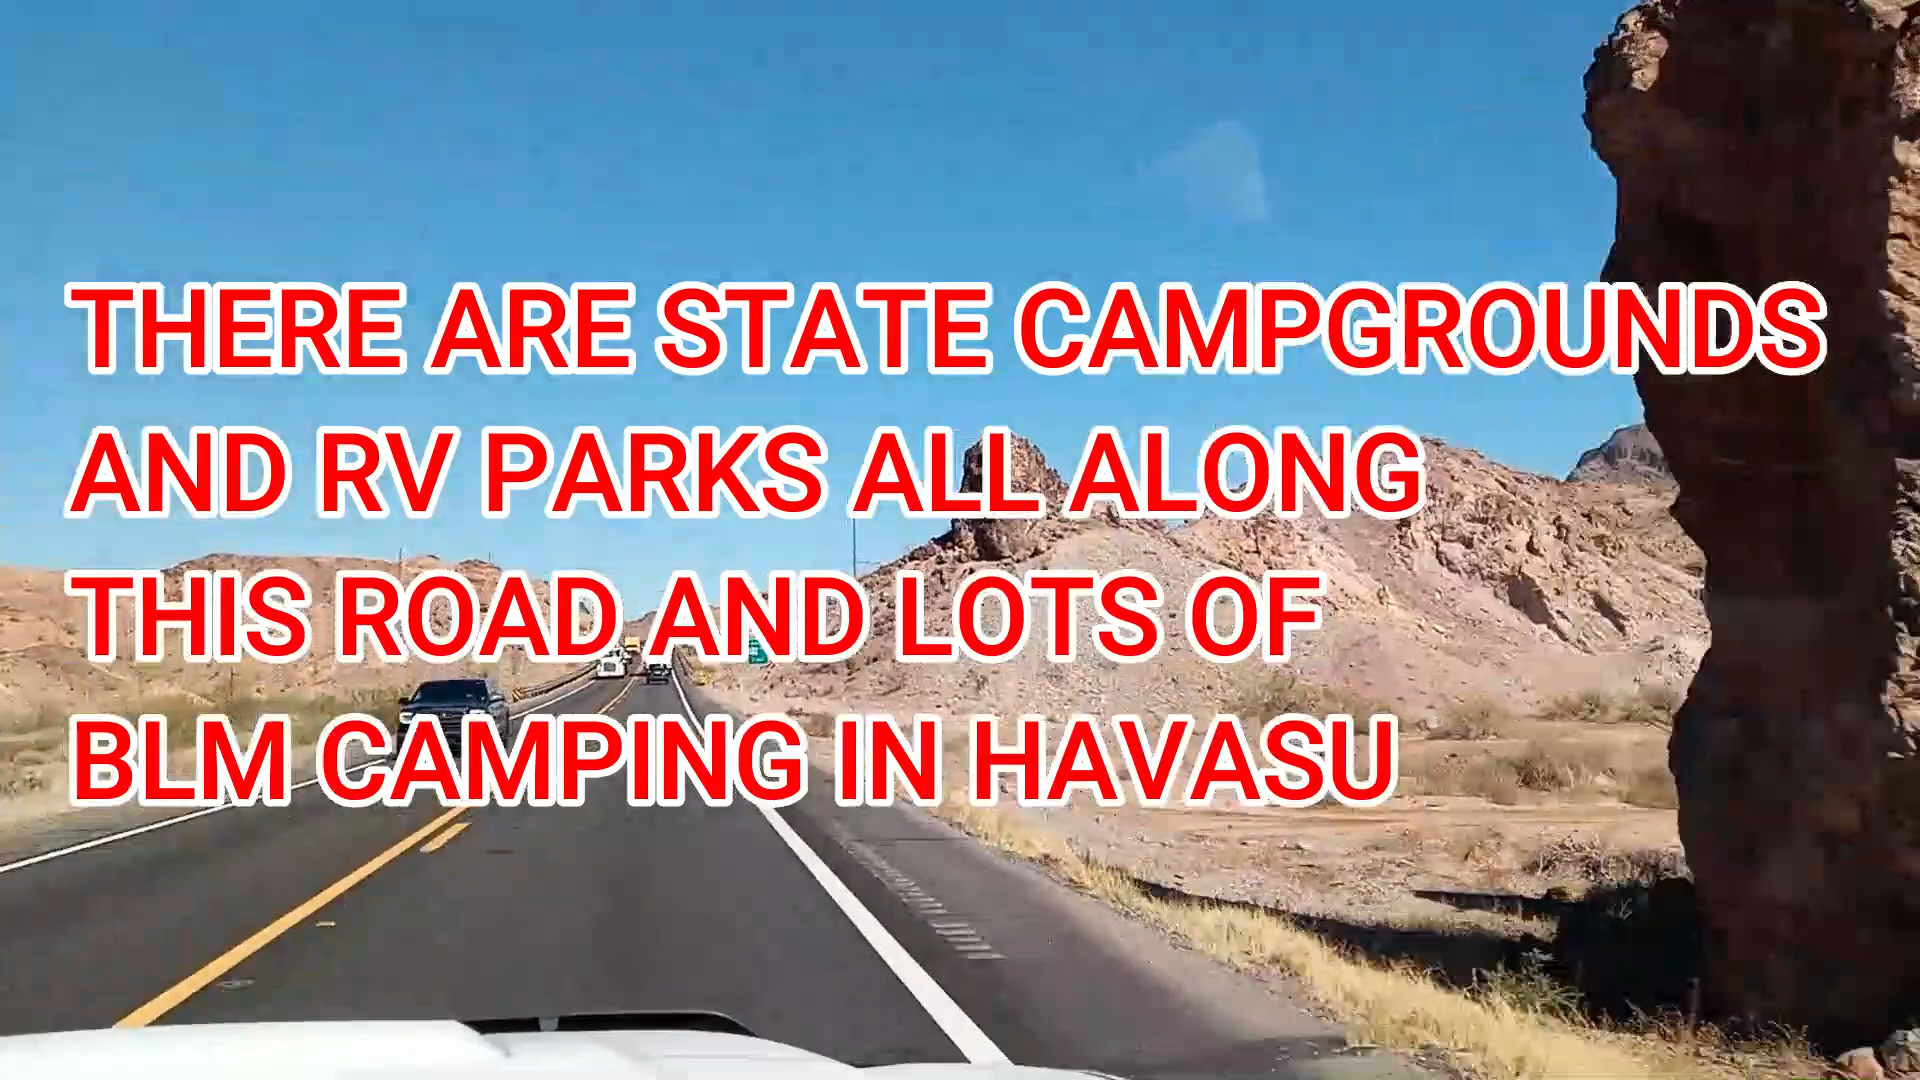 THERE ARE STATE CAMPGROUNDS
AND RV PARKS ALL ALONG
THIS ROAD AND LOTS OF
BLM CAMPING IN HAVASU